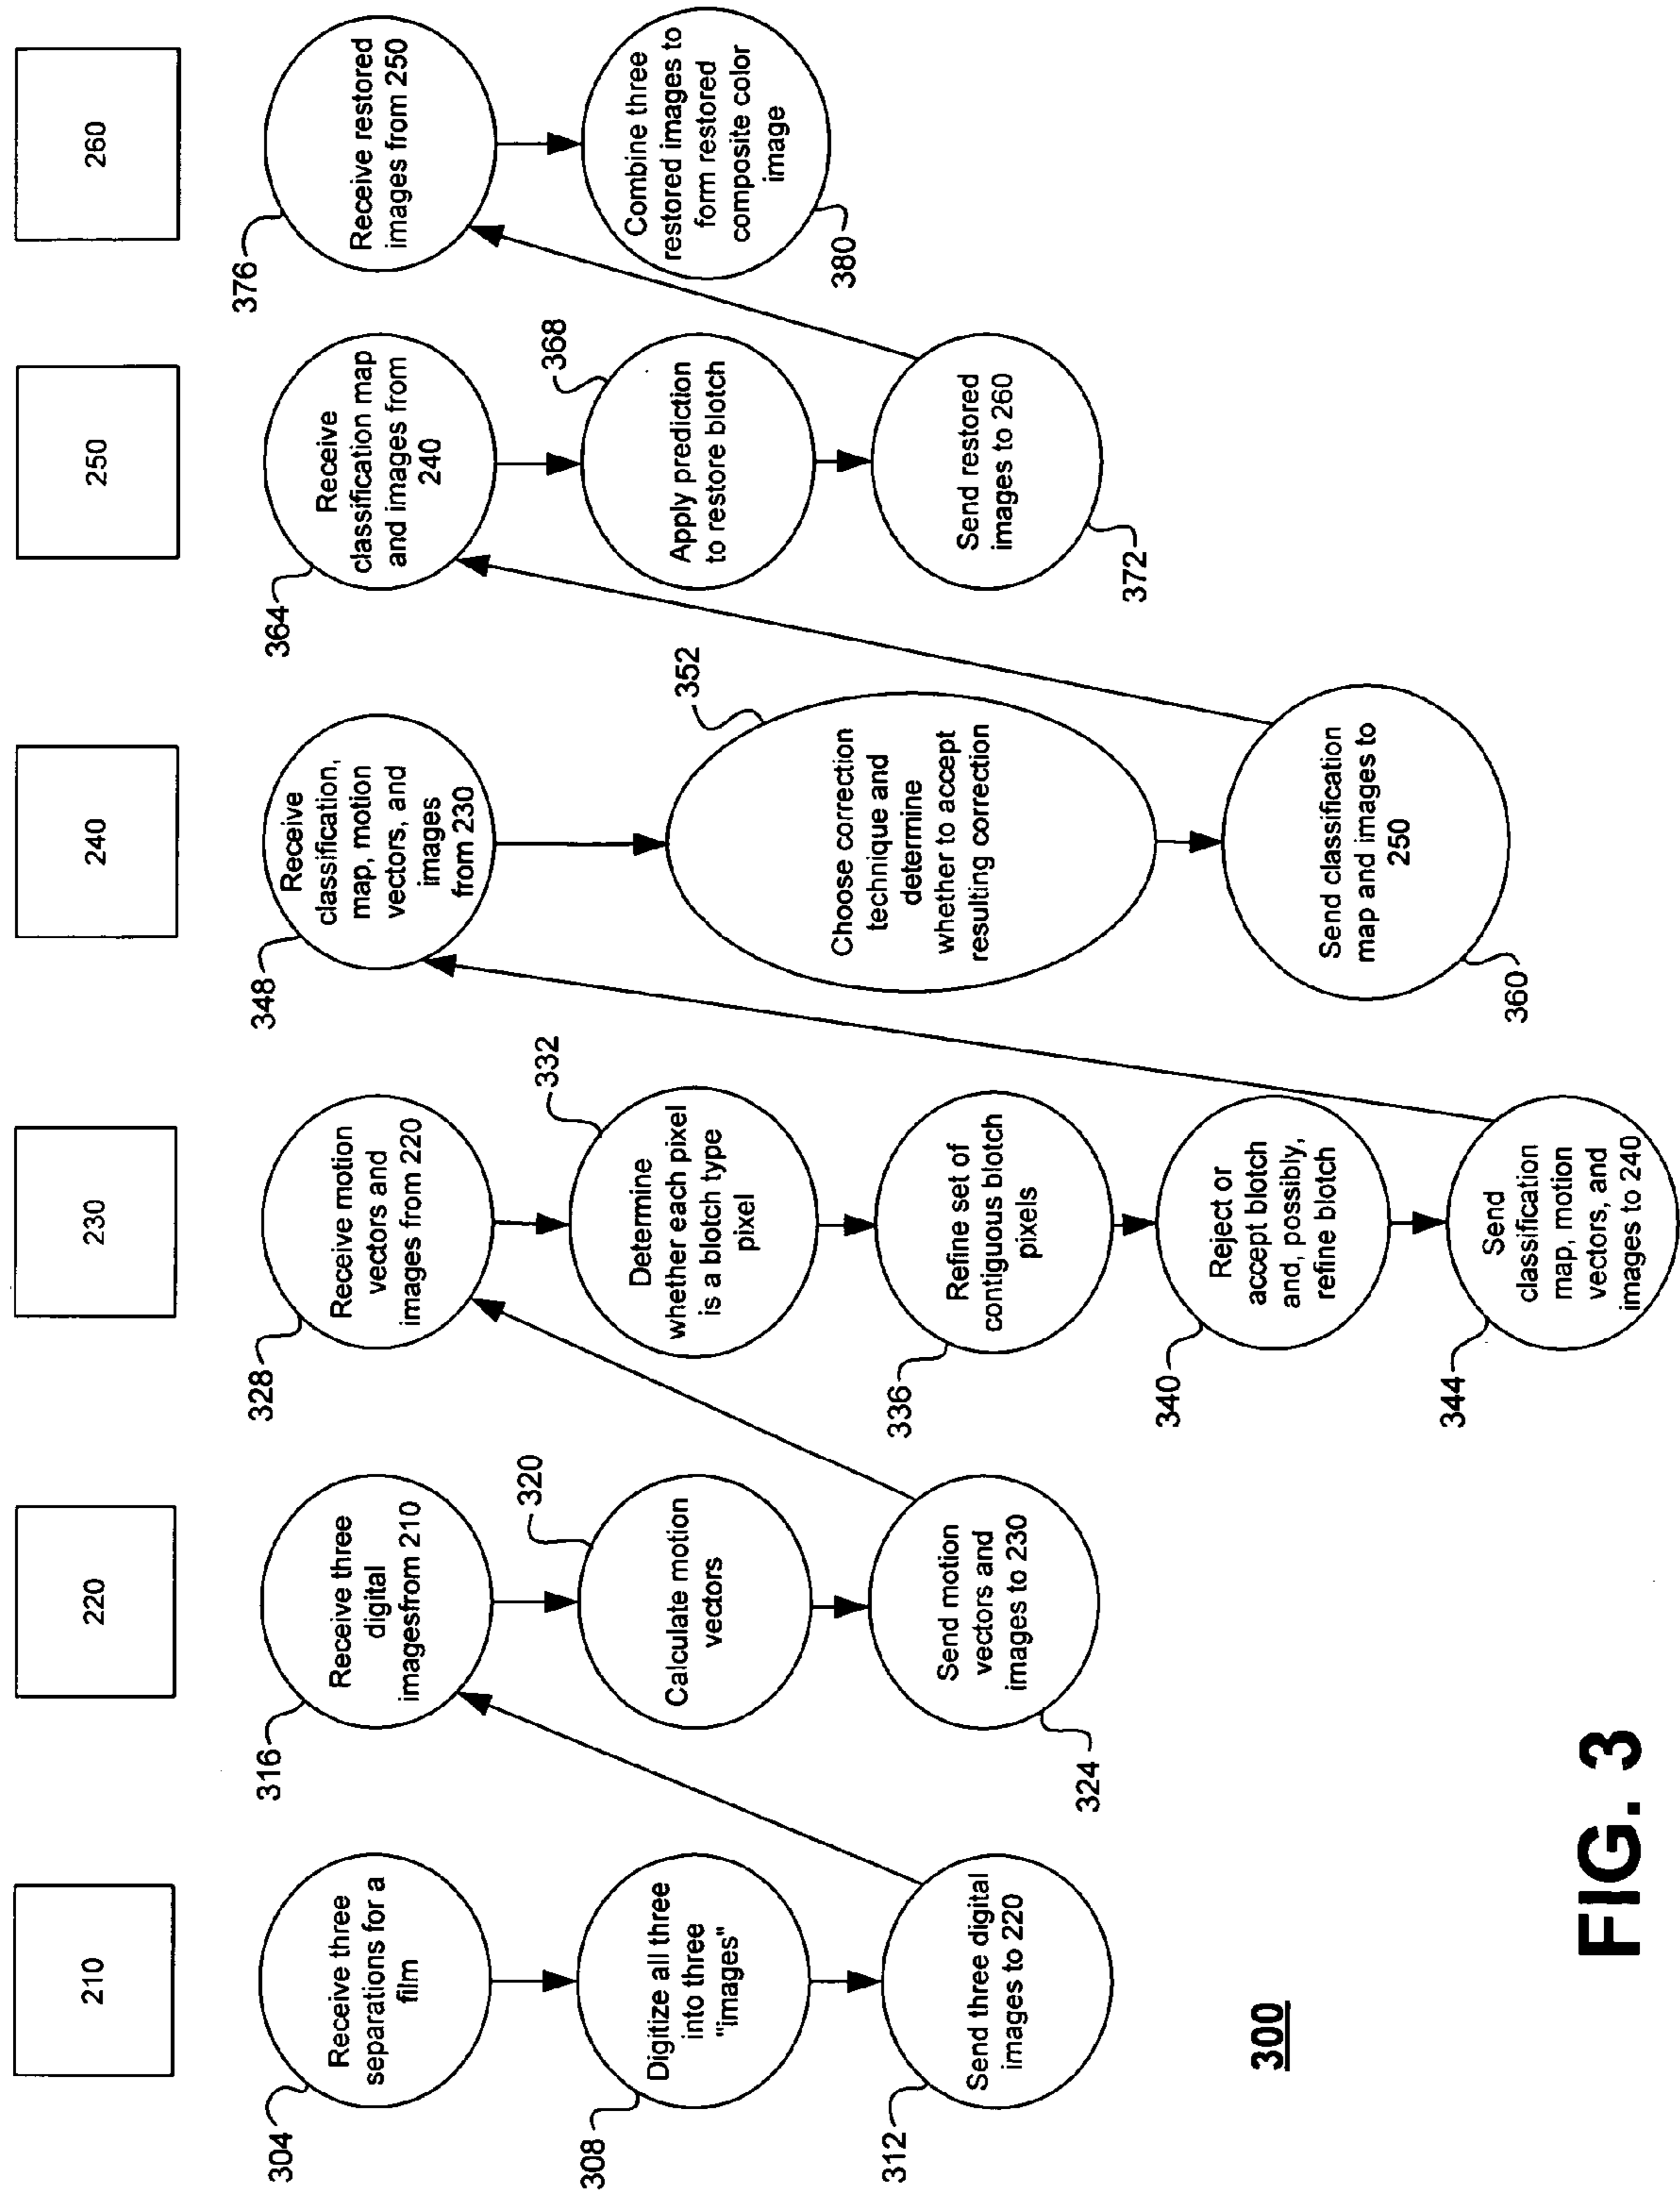 210
220
230
240
250
260
304
Receive three
separations for a
film
308
Digitize all three
into three
"images"
312
Send three digital
images to 220
316
Receive three
digital
imagesfrom 210
320
Calculate motion
vectors
324
Send motion
vectors and
images to 230
328
Receive motion
vectors and
images from 220
332
Determine
whether each pixel
is a blotch type
pixel
336
Refine set of
contiguous blotch
pixels
340
Reject or
accept blotch
and, possibly,
refine blotch
344
Send
classification
map, motion
vectors, and
images to 240
348
Receive
classification,
map, motion
vectors, and
images
from 230
352
Choose correction
technique and
determine
whether to accept
resulting correction
360
Send classification
map and images to
250
364
Receive
classification map
and images from
240
368
Apply prediction
to restore blotch
372
Send restored
images to 260
376
Receive restored
images from 250
380
Combine three
restored images to
form restored
composite color
image
300
FIG. 3